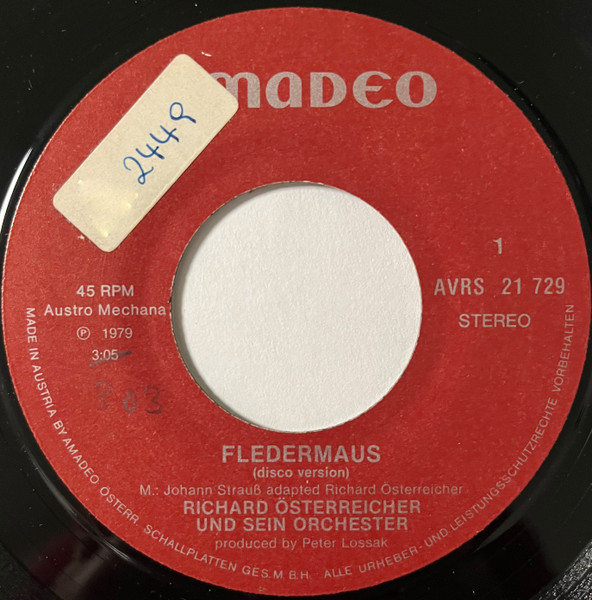 MADEO
2449
1
45 RPM
Austro Mechana
AVRS 21 729
STEREO
Ⓟ 1979
3:05
FLEDERMAUS
(disco version)
M.: Johann Strauß adapted Richard Österreicher
RICHARD ÖSTERREICHER
UND SEIN ORCHESTER
produced by Peter Lossak
MADE IN AUSTRIA BY AMADEO ÖSTERR. SCHALLPLATTEN GES.M.B.H. ALLE URHEBER- UND LEISTUNGSSCHUTZRECHTE VORBEHALTEN